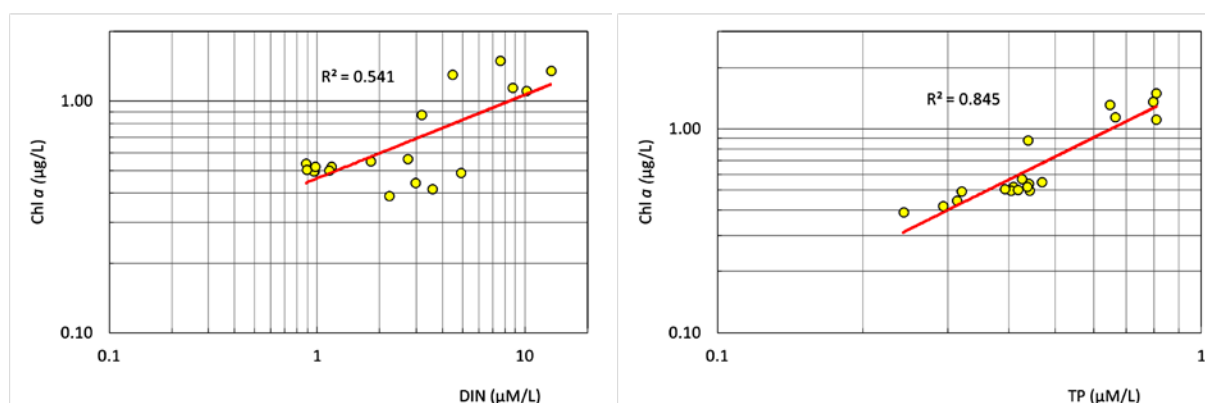 R² = 0.541
1.00
0.10
Chl a (µg/L)
0.1
1
10
DIN (µM/L)
R² = 0.845
1.00
0.10
Chl a (µg/L)
0.1
1
TP (µM/L)